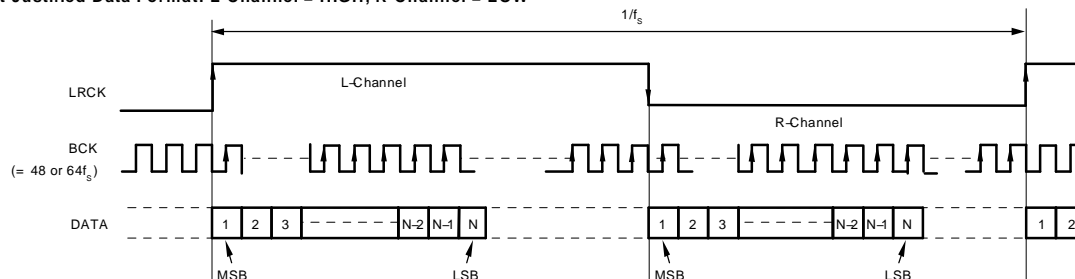 Justified Data Format: L-Channel = HIGH, R-Channel = LOW
1/fs
LRCK
L–Channel
R–Channel
BCK
(= 48 or 64fs)
DATA
1 2 3 N–2 N–1 N 1 2 3 N–2 N–1 N 1 2
MSB LSB MSB LSB